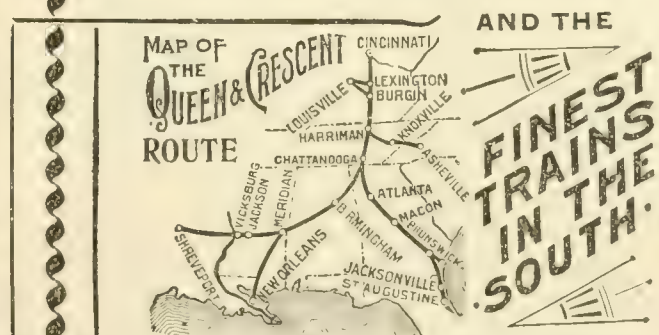 MAP OF
THE
QUEEN & CRESCENT
ROUTE
CINCINNATI
LEXINGTON
BURGIN
LOUISVILLE
HARRIMAN
KNOXVILLE
CHATTANOOGA
ASHEVILLE
ATLANTA
MACON
BRUNSWICK
VICKSBURG
JACKSON
MERIDIAN
BIRMINGHAM
SHREVEPORT
NEW ORLEANS
JACKSONVILLE
ST AUGUSTINE
AND THE
FINEST
TRAINS
IN THE
SOUTH.